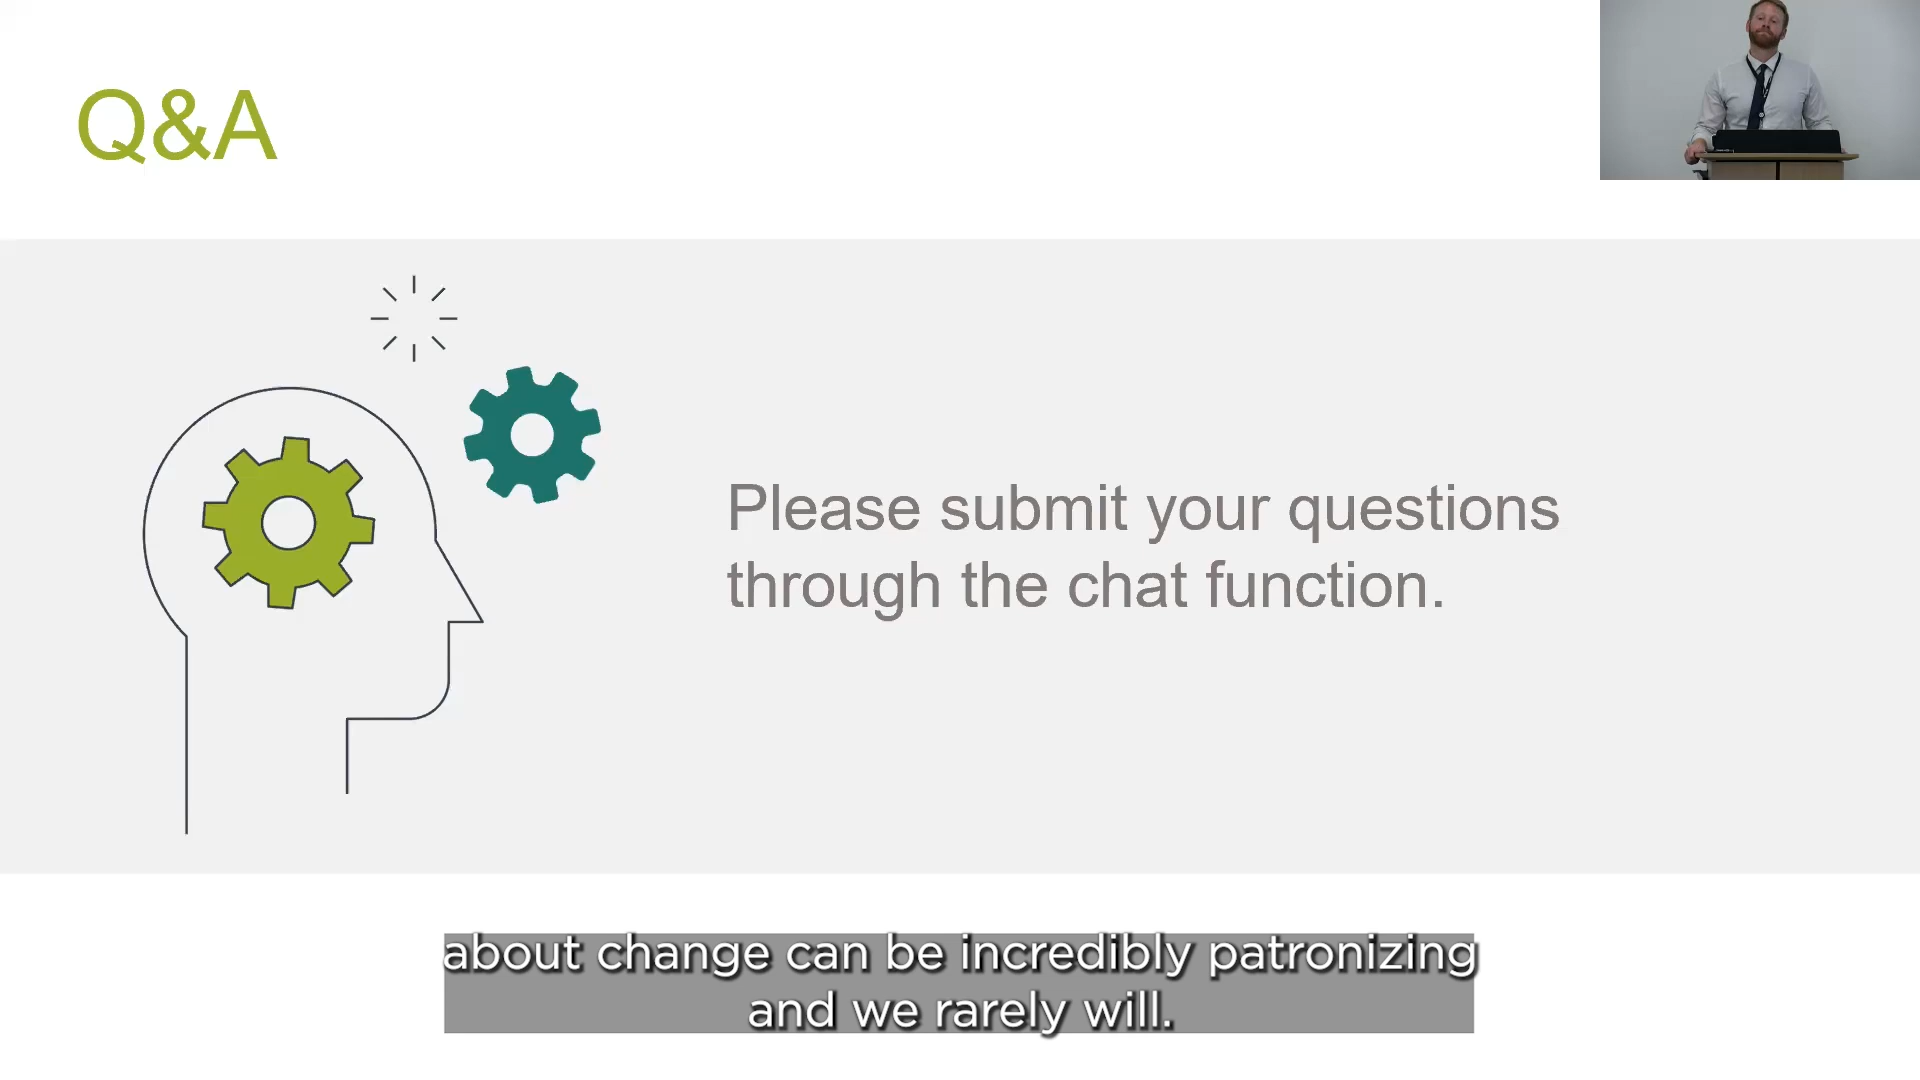 Q&A
Please submit your questions
through the chat function.
about change can be incredibly patronizing
and we rarely will.